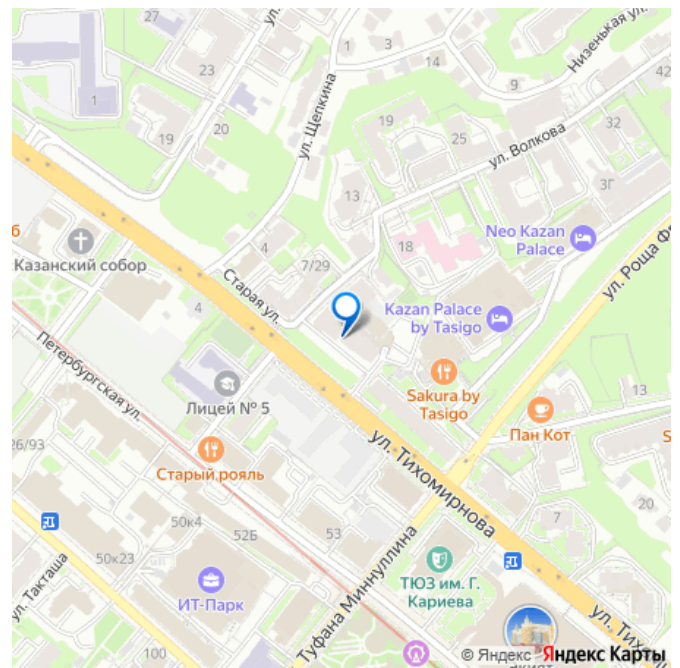 ул.
1
3
42
Низенькая ул.
23
14
9
1
ул. Щепкина
19
20
19
25
32
ул. Волкова
13
3Г
6
Казанский собор
4
7/29
18
Neo Kazan
Palace
ул. Роща Фр
Старая ул.
4
Kazan Palace
by Tasigo
Петербургская ул.
Лицей № 5
Sakura by
Tasigo
13
Пан Кот
S
26/93
Старый рояль
ул. Тихомирнова
20
7
50к4
52Б
53
50к23
ул. Такташа
ИТ-Парк
Туфана Миннуллина
ТЮЗ им. Г.
Кариева
ул. Тихо
100
© Яндекс Яндекс Карты